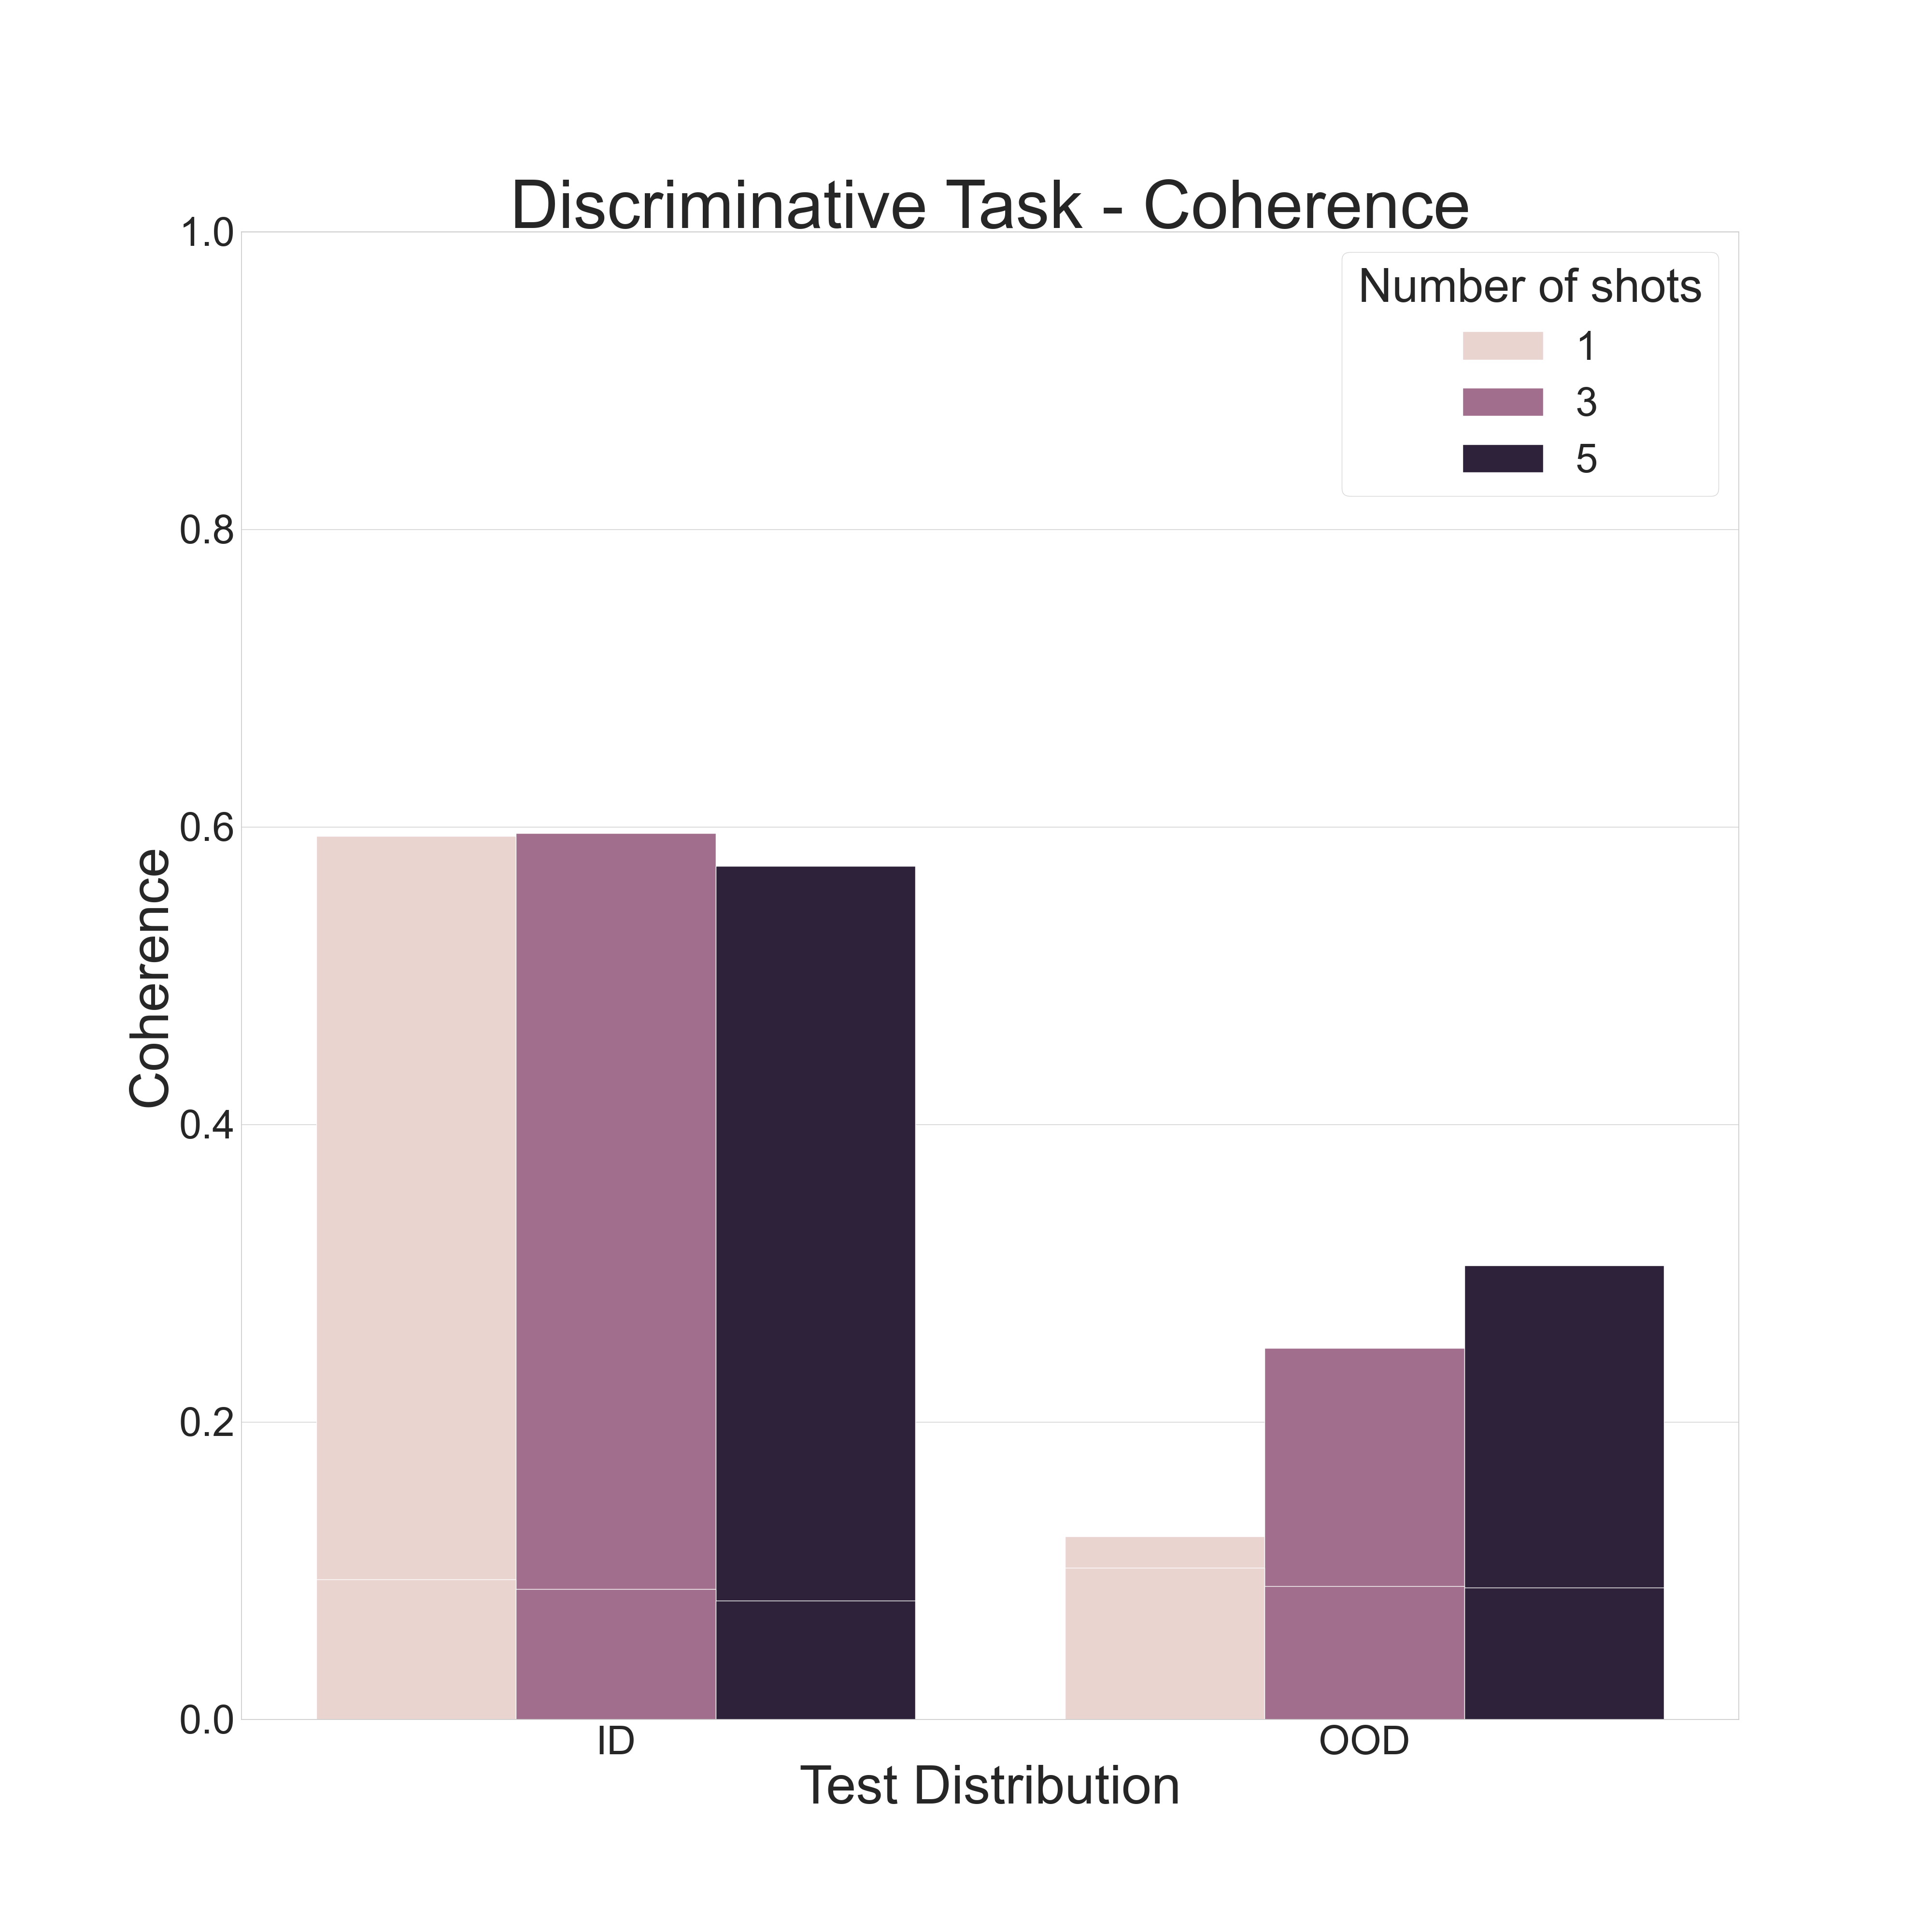 Discriminative Task - Coherence
Number of shots
1
3
5
1.0
0.8
0.6
0.4
0.2
0.0
Coherence
ID
OOD
Test Distribution